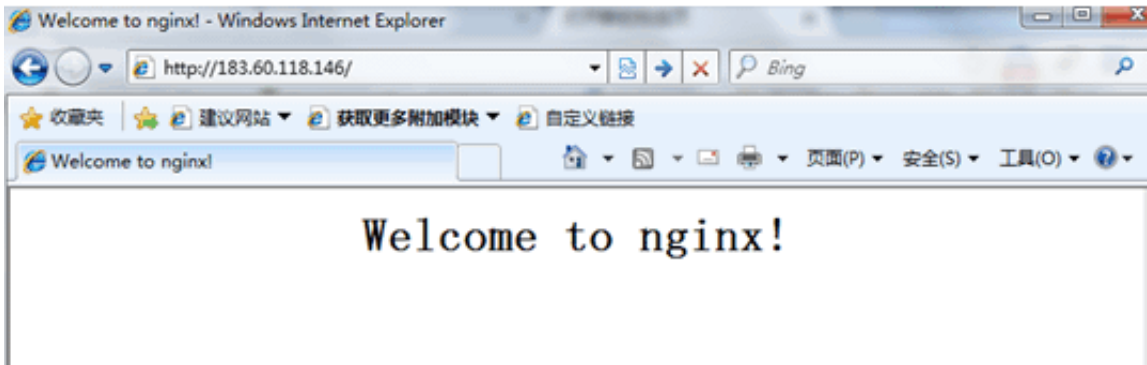 Welcome to nginx! - Windows Internet Explorer
http://183.60.118.146/ Bing
收藏夹 建议网站 获取更多附加模块 自定义链接
Welcome to nginx! 页面(P) 安全(S) 工具(O)
Welcome to nginx!